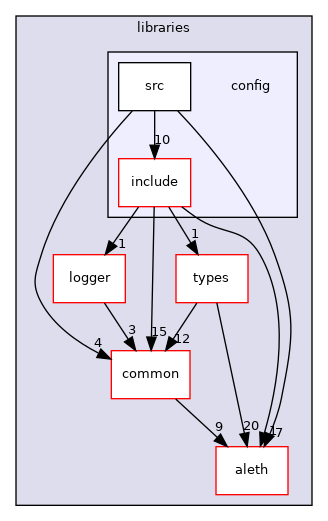 libraries
src
config
10
include
1
1
logger
types
3
15
12
4
common
9
20
17
aleth